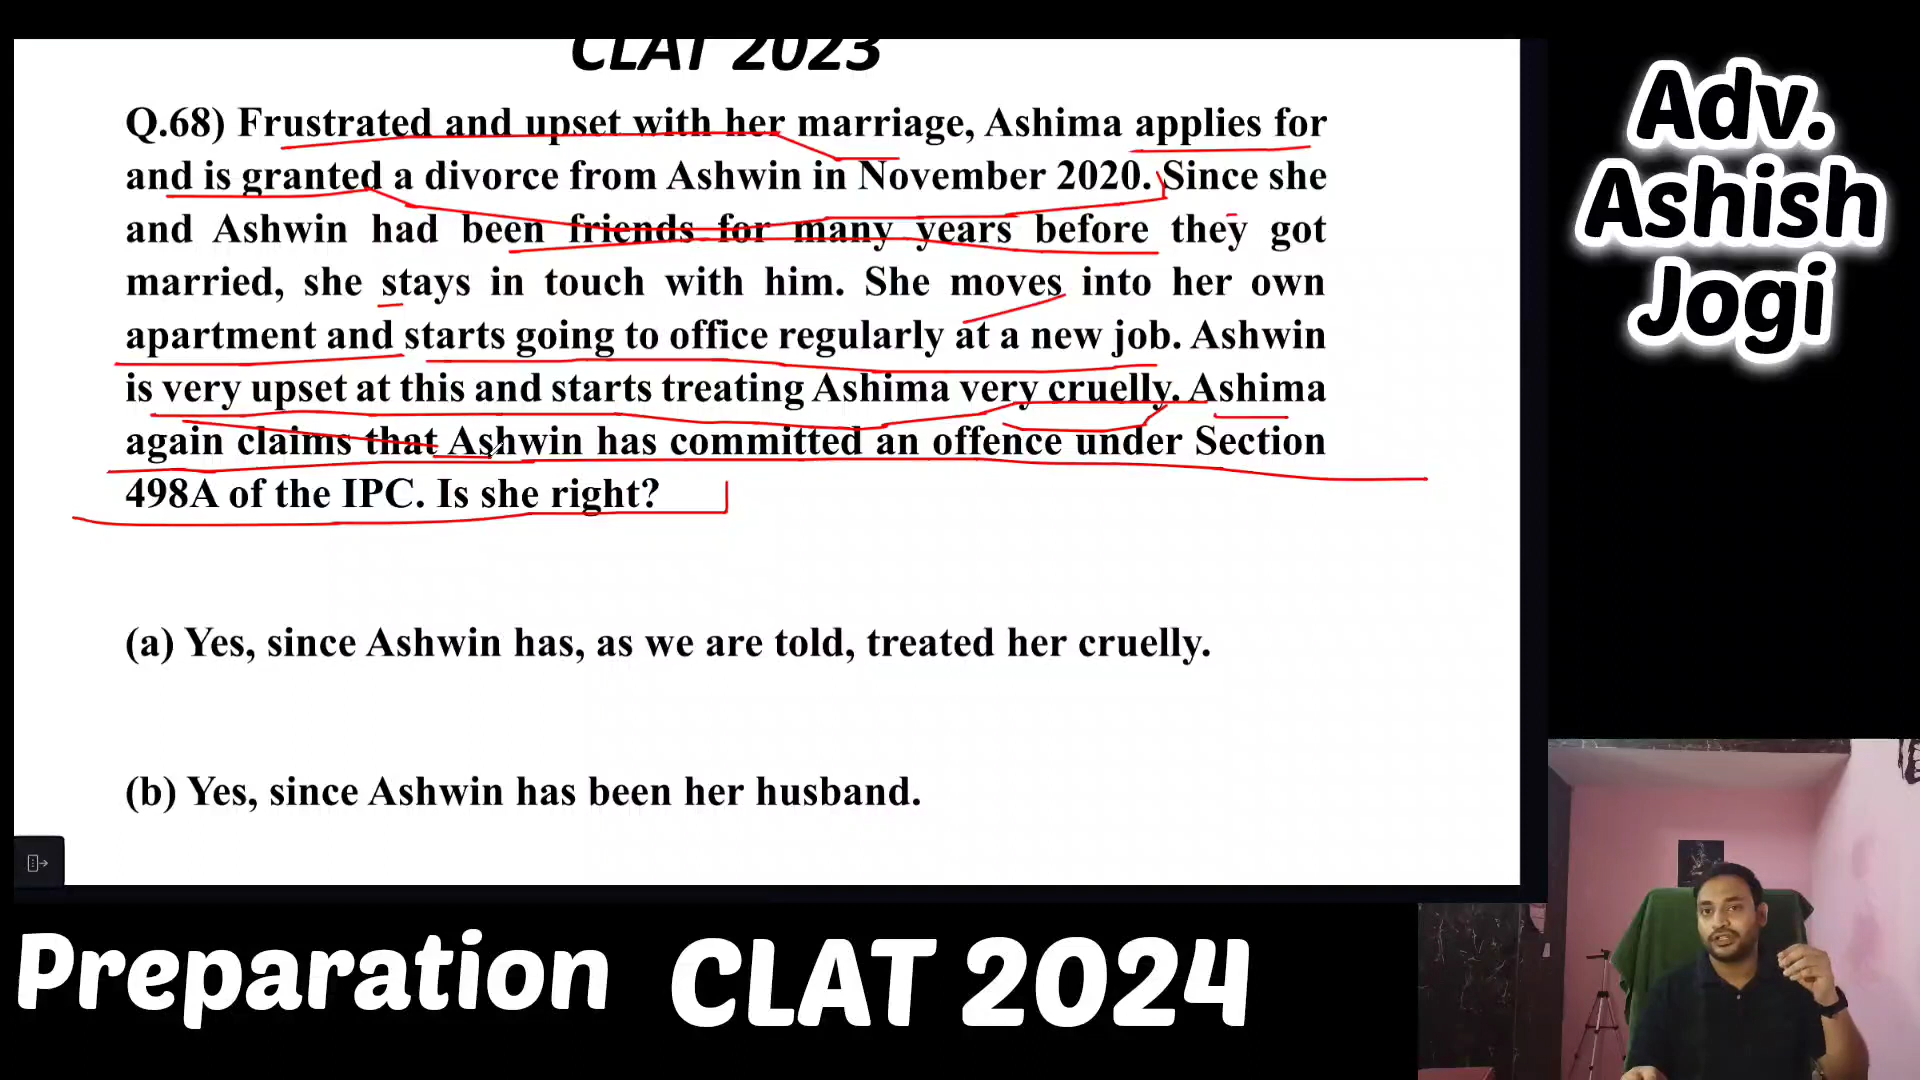 CLAT 2023
Q.68) Frustrated and upset with her marriage, Ashima applies for
and is granted a divorce from Ashwin in November 2020. Since she
and Ashwin had been friends for many years before they got
married, she stays in touch with him. She moves into her own
apartment and starts going to office regularly at a new job. Ashwin
is very upset at this and starts treating Ashima very cruelly. Ashima
again claims that Ashwin has committed an offence under Section
498A of the IPC. Is she right?
(a) Yes, since Ashwin has, as we are told, treated her cruelly.
(b) Yes, since Ashwin has been her husband.
Adv.
Ashish
Jogi
Preparation CLAT 2024